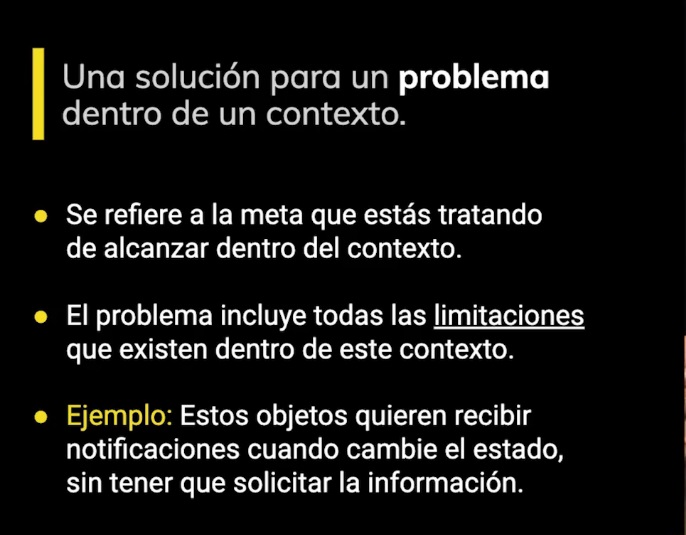 Una solución para un problema
dentro de un contexto.
● Se refiere a la meta que estás tratando
de alcanzar dentro del contexto.
● El problema incluye todas las limitaciones
que existen dentro de este contexto.
● Ejemplo: Estos objetos quieren recibir
notificaciones cuando cambie el estado,
sin tener que solicitar la información.